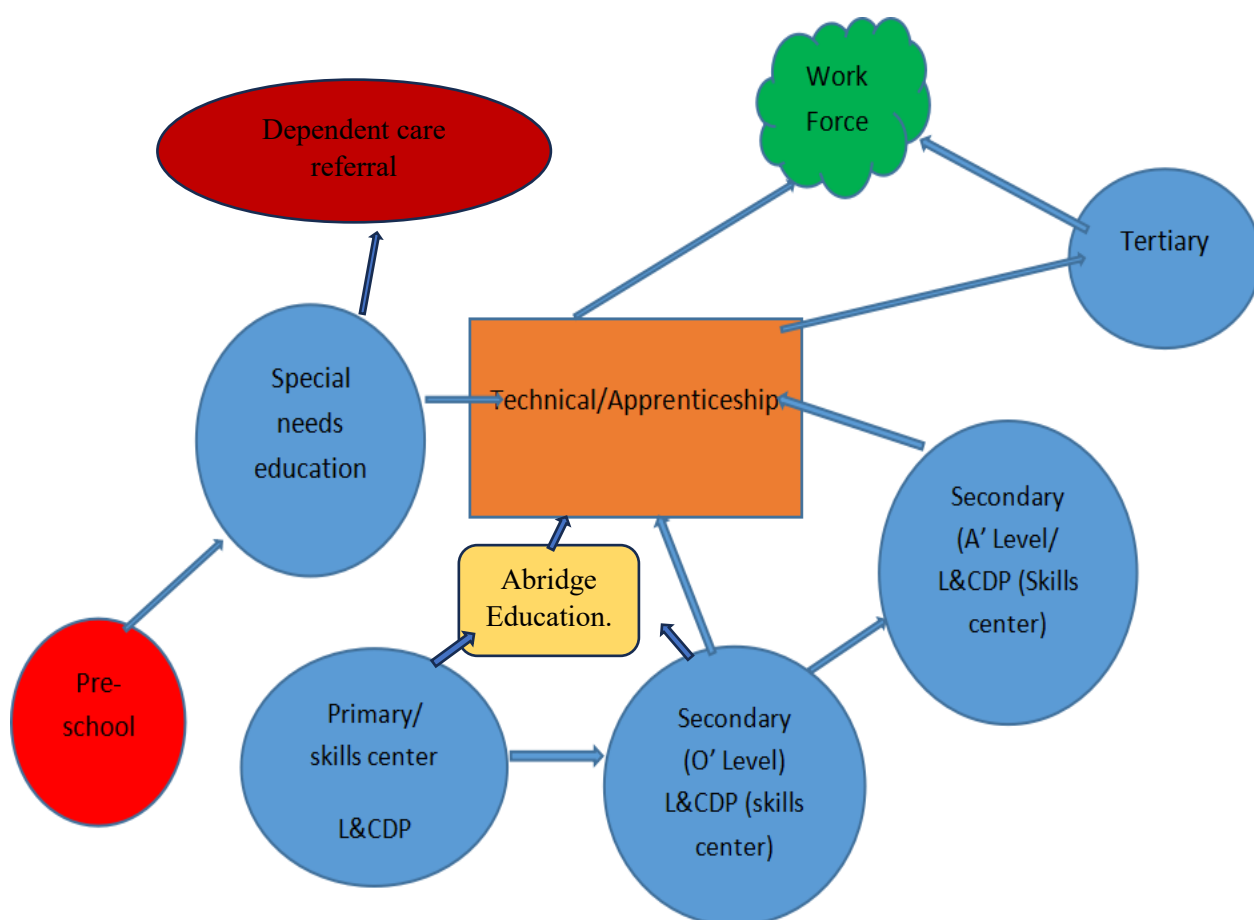 Work
Force
Dependent care
referral
Tertiary
Special
needs
education
Technical/Apprenticeship
Secondary
(A' Level/
L&CDP (Skills
center)
Abridge
Education.
Pre-
school
Primary/
skills center
L&CDP
Secondary
(O' Level)
L&CDP (skills
center)